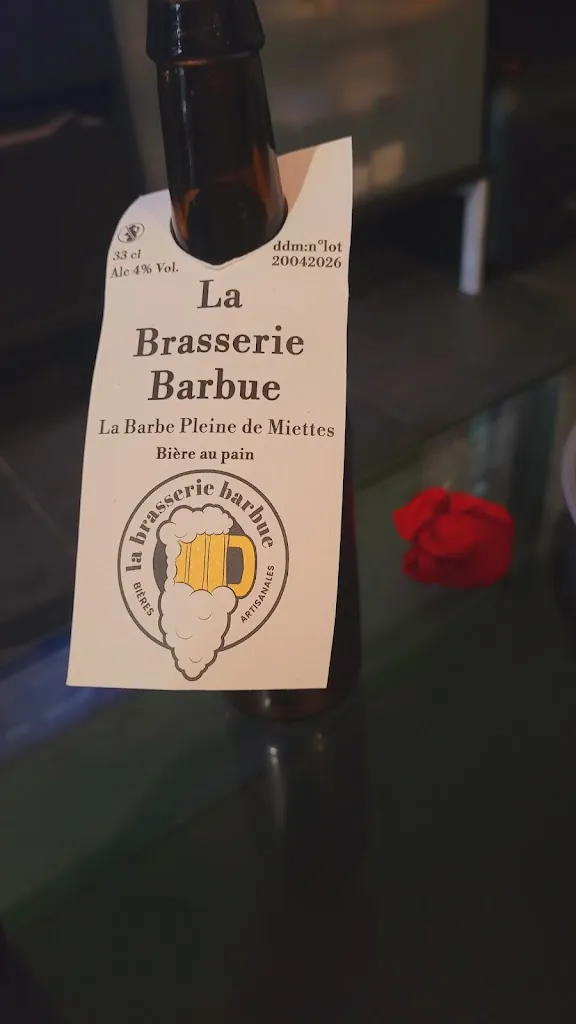 33 cl
Alc 4% Vol.
ddm:n°lot
20042026
La
Brasserie
Barbue
La Barbe Pleine de Miettes
Bière au pain
la brasserie barbue
BIÈRES
ARTISANALES